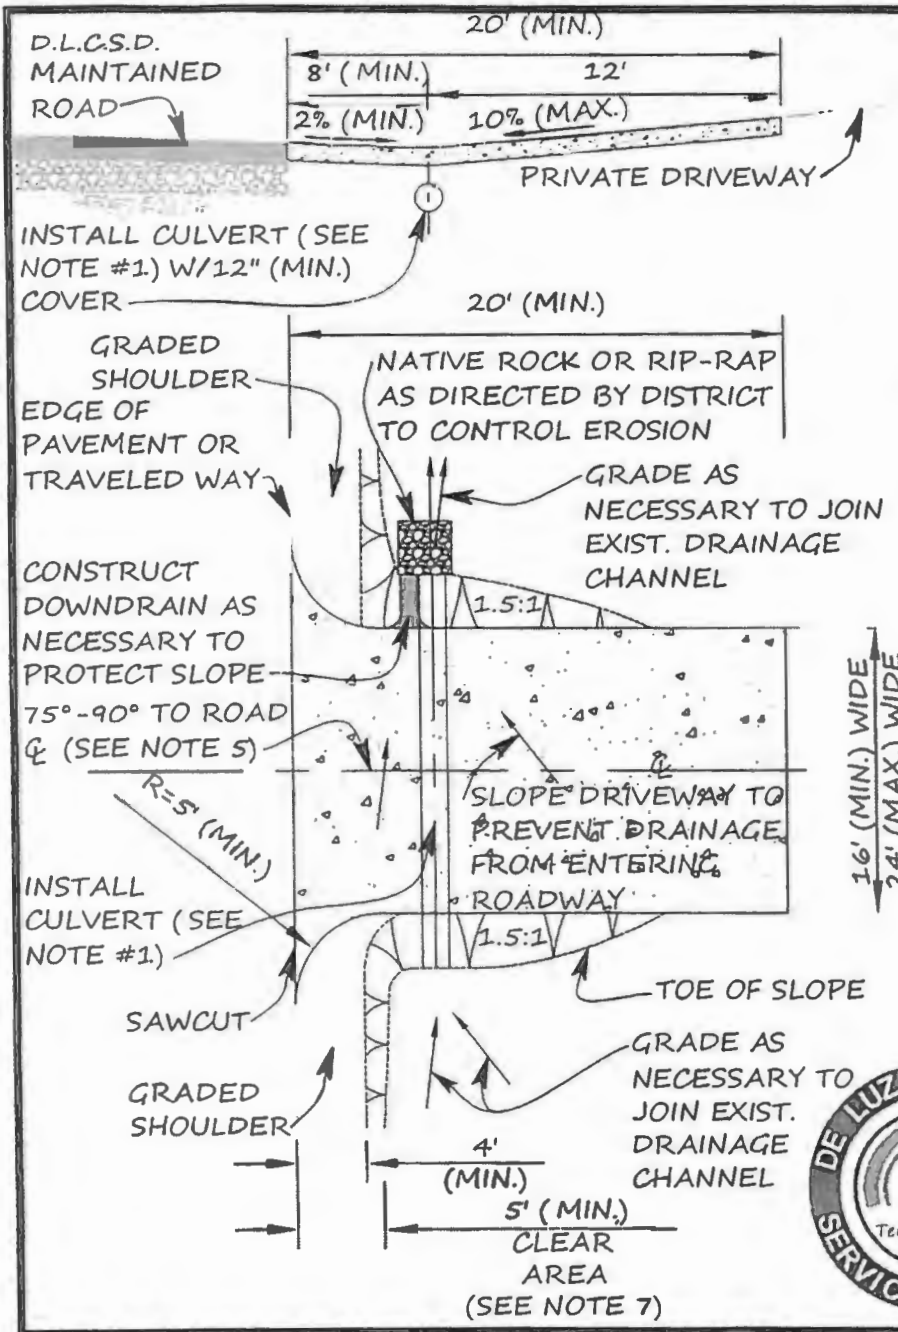 20' (MIN.)
D.L.C.S.D.
MAINTAINED
ROAD
8' (MIN.)
12'
2% (MIN.)
10% (MAX.)
PRIVATE DRIVEWAY
INSTALL CULVERT (SEE
NOTE #1) W/12" (MIN.)
COVER
20' (MIN.)
GRADED
SHOULDER
NATIVE ROCK OR RIP-RAP
AS DIRECTED BY DISTRICT
TO CONTROL EROSION
EDGE OF
PAVEMENT OR
TRAVELED WAY
GRADE AS
NECESSARY TO JOIN
EXIST. DRAINAGE
CHANNEL
CONSTRUCT
DOWNDRAIN AS
NECESSARY TO
PROTECT SLOPE
1.5:1
75°-90° TO ROAD
℄ (SEE NOTE 5)
℄
16' (MIN.) WIDE
24' (MAX.) WIDE
R=5' (MIN.)
SLOPE DRIVEWAY TO
PREVENT DRAINAGE
FROM ENTERING
ROADWAY
INSTALL
CULVERT (SEE
NOTE #1)
1.5:1
SAWCUT
TOE OF SLOPE
GRADED
SHOULDER
GRADE AS
NECESSARY TO
JOIN EXIST.
DRAINAGE
CHANNEL
4'
(MIN.)
5' (MIN.)
CLEAR
AREA
(SEE NOTE 7)
DE LUZ
SERVIC